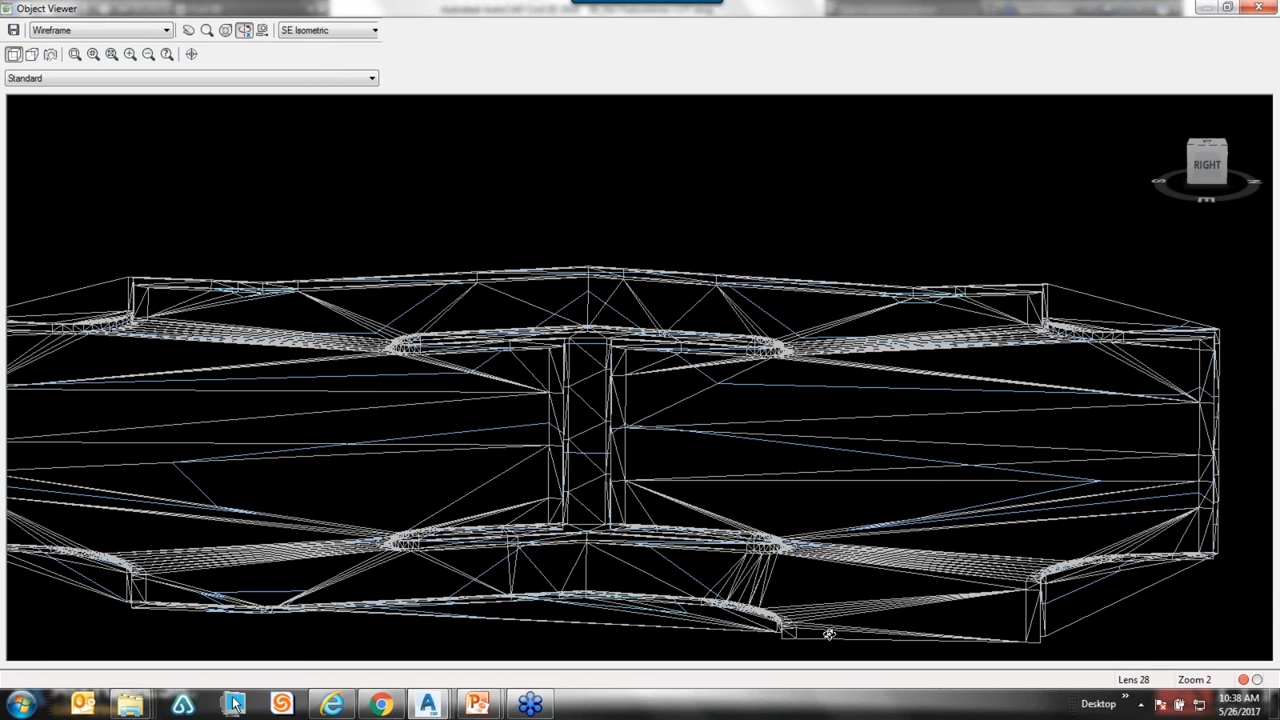 Object Viewer
Wireframe
SE Isometric
Standard
RIGHT
S
E
N
Lens 28
Zoom 2
Desktop
10:38 AM
5/26/2017